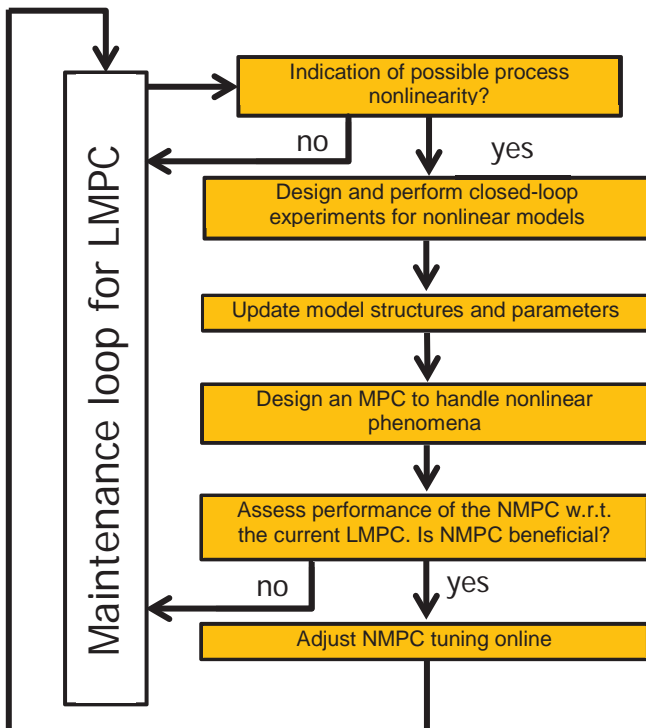 Maintenance loop for LMPC
Indication of possible process
nonlinearity?
no
yes
Design and perform closed-loop
experiments for nonlinear models
Update model structures and parameters
Design an MPC to handle nonlinear
phenomena
Assess performance of the NMPC w.r.t.
the current LMPC. Is NMPC beneficial?
no
yes
Adjust NMPC tuning online